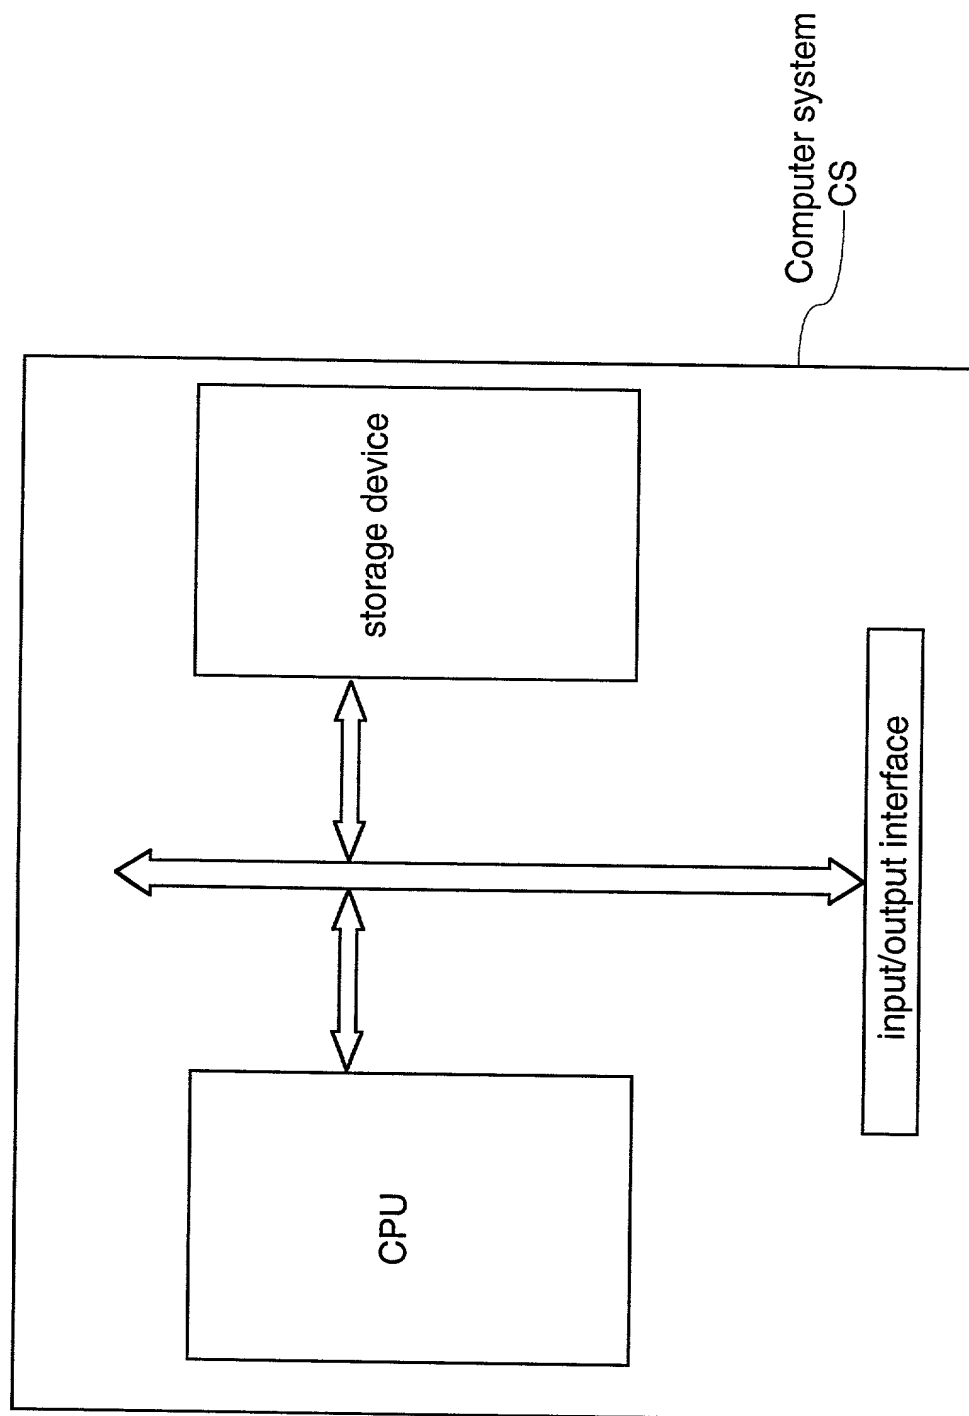 Computer system
CS
CPU
storage device
input/output interface